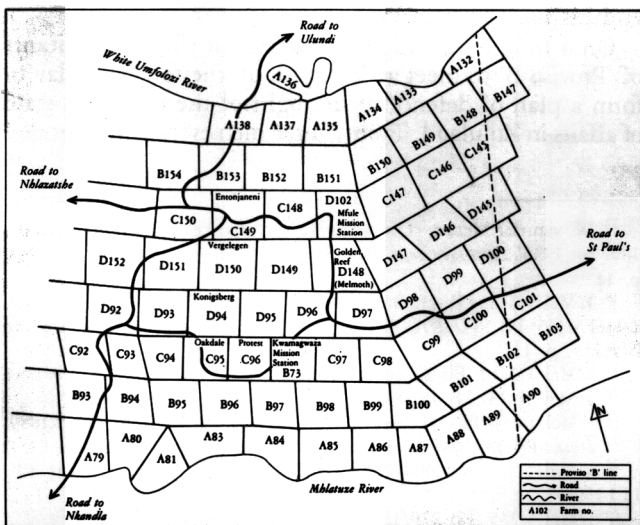 Road to
Ulundi
White Umfolozi River
A136
A132
A133
A134
B147
B148
A138
A137
A135
B149
C145
B150
C146
B154
B153
B152
B151
C147
Road to
Nhlazatshe
Entonjaneni
C148
D102
Mfule
Mission
Station
D145
D146
C150
C149
Vergelegen
Golden
Reef
D147
D100
Road to
St Paul's
D152
D151
D150
D149
D148
(Melmoth)
D99
D98
C101
Konigsberg
D92
D93
D94
D95
D96
D97
C100
B103
C99
C92
C93
C94
Oakdale
C95
Protest
C96
Kwamagwaza
Mission
Station
B73
C97
C98
B102
B101
B93
B94
B95
B96
B97
B98
B99
B100
A90
A89
A88
A79
A80
A81
A83
A84
A85
A86
A87
N
Mhlatuze River
Road to
Nkandla
Proviso 'B' line
Road
River
A102 Farm no.